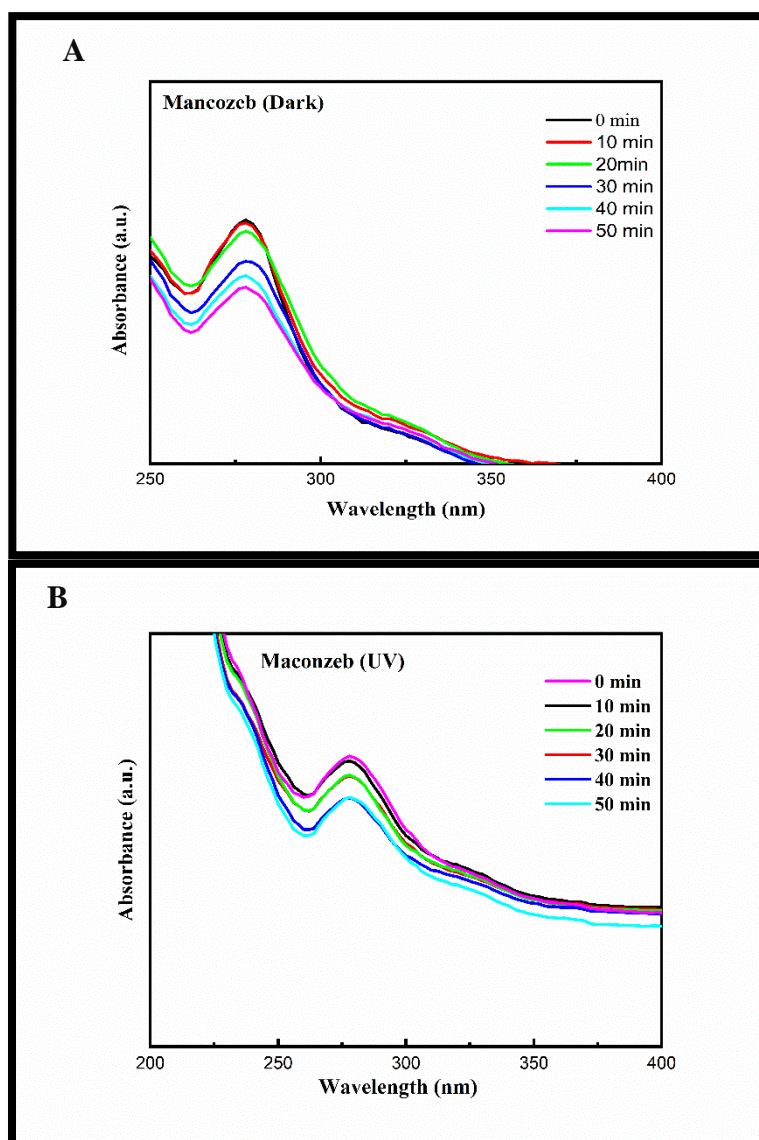 A
Mancozeb (Dark)
0 min
10 min
20min
30 min
40 min
50 min
Absorbance (a.u.)
250
300
350
400
Wavelength (nm)
B
Maconzeb (UV)
0 min
10 min
20 min
30 min
40 min
50 min
Absorbance (a.u.)
200
250
300
350
400
Wavelength (nm)